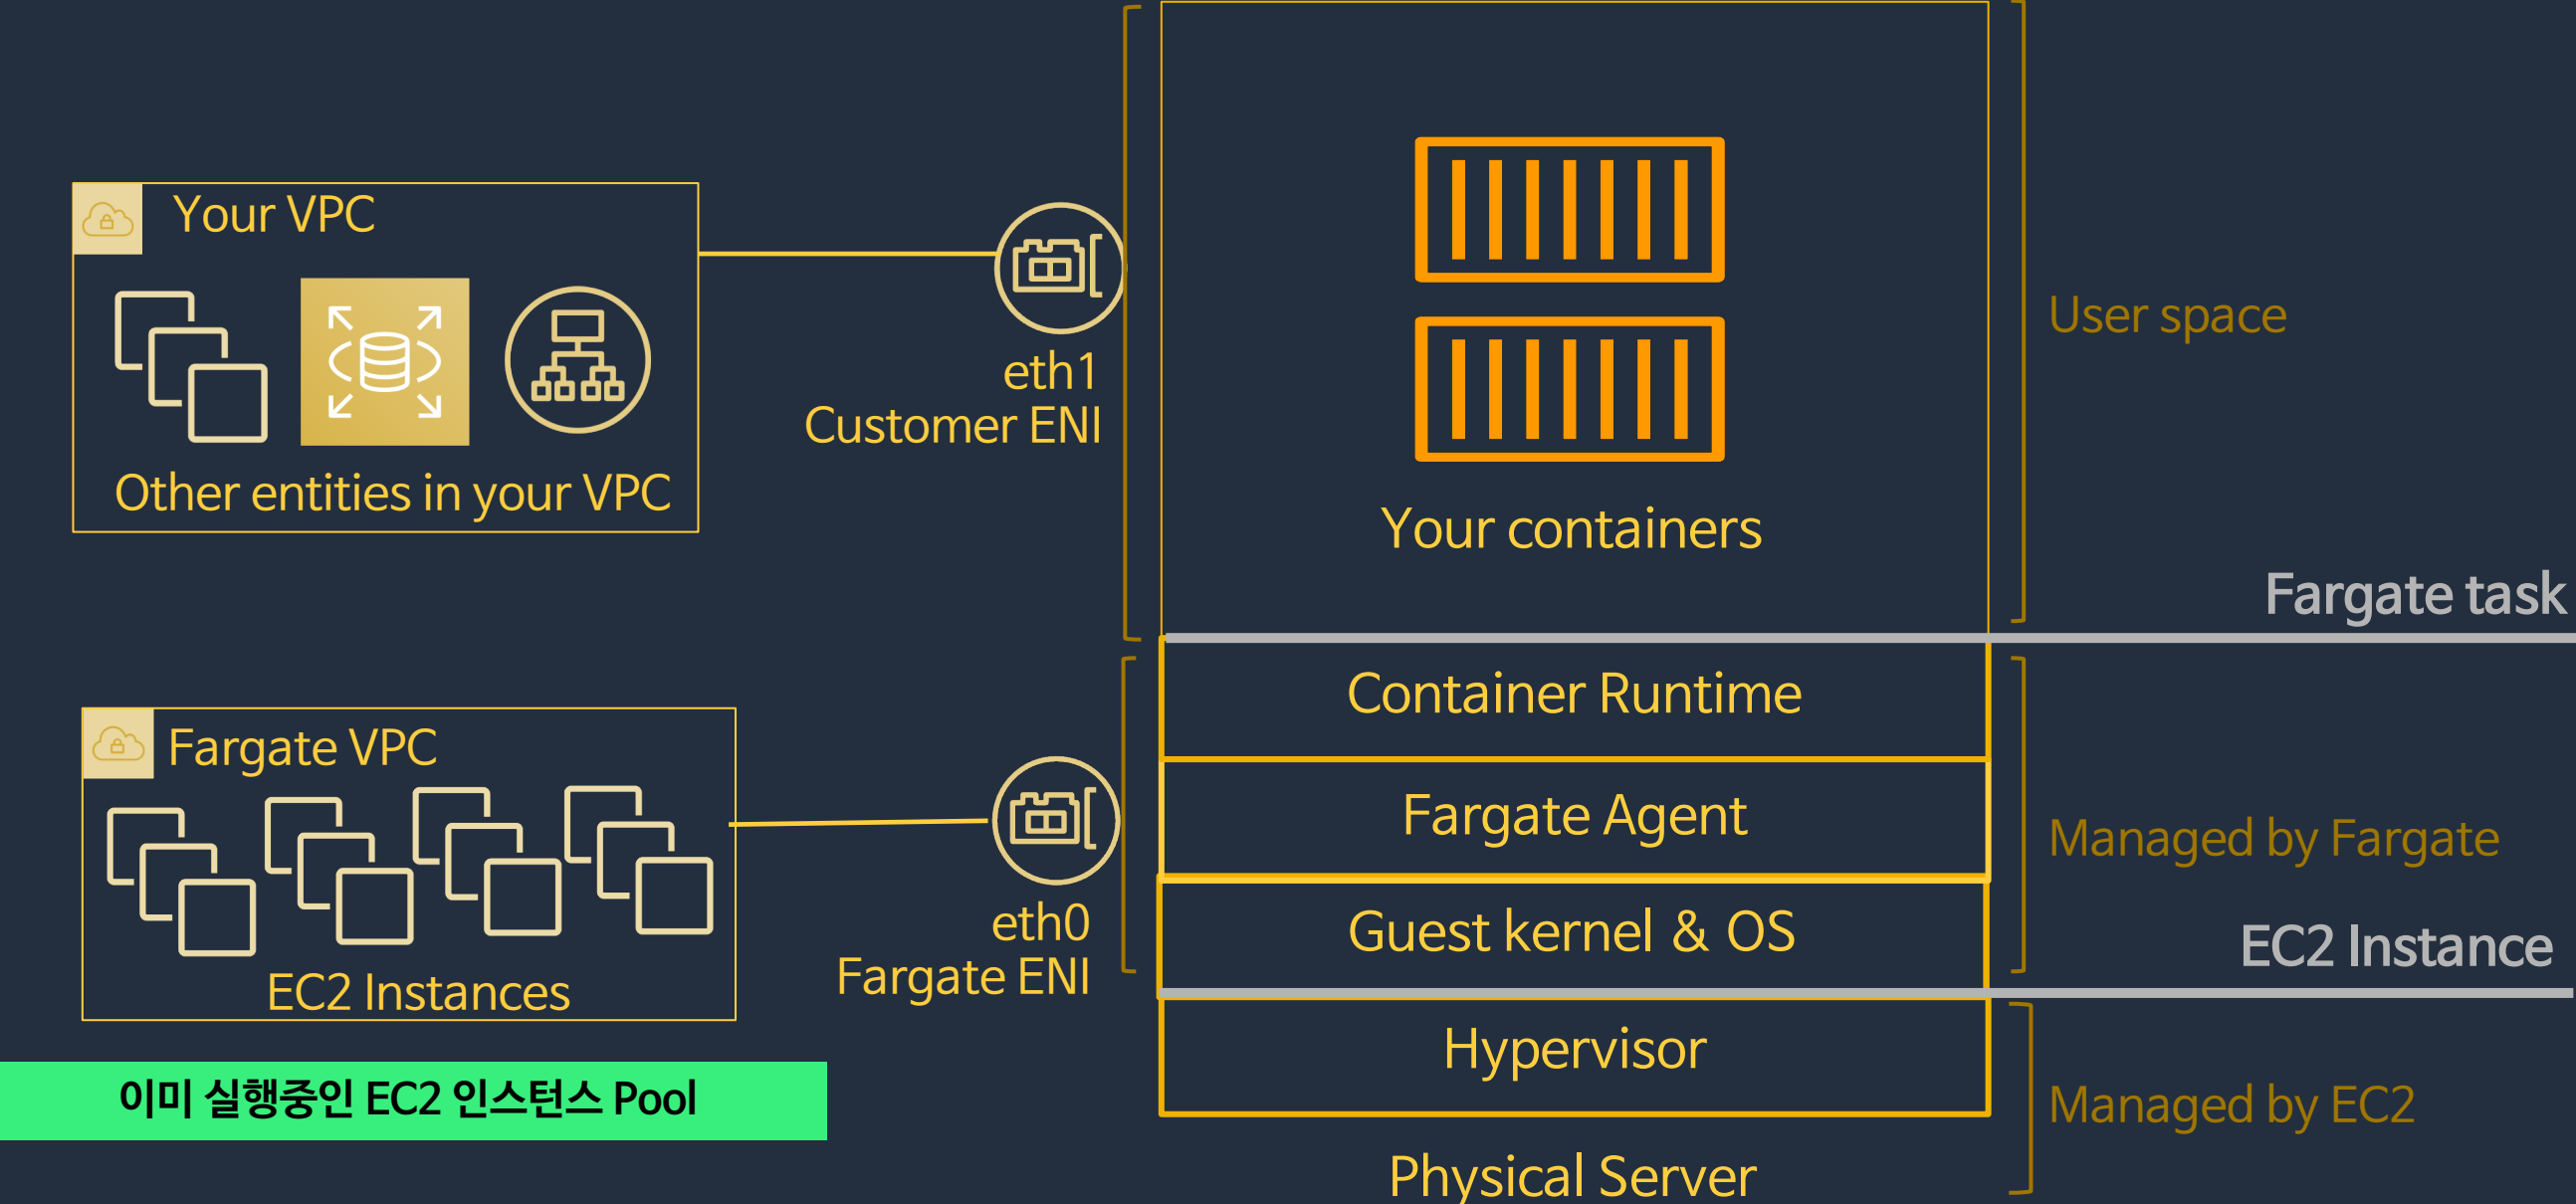 Your VPC
Other entities in your VPC
eth1
Customer ENI
Your containers
User space
Fargate task
Fargate VPC
EC2 Instances
이미 실행중인 EC2 인스턴스 Pool
eth0
Fargate ENI
Container Runtime
Fargate Agent
Guest kernel & OS
Managed by Fargate
EC2 Instance
Hypervisor
Physical Server
Managed by EC2